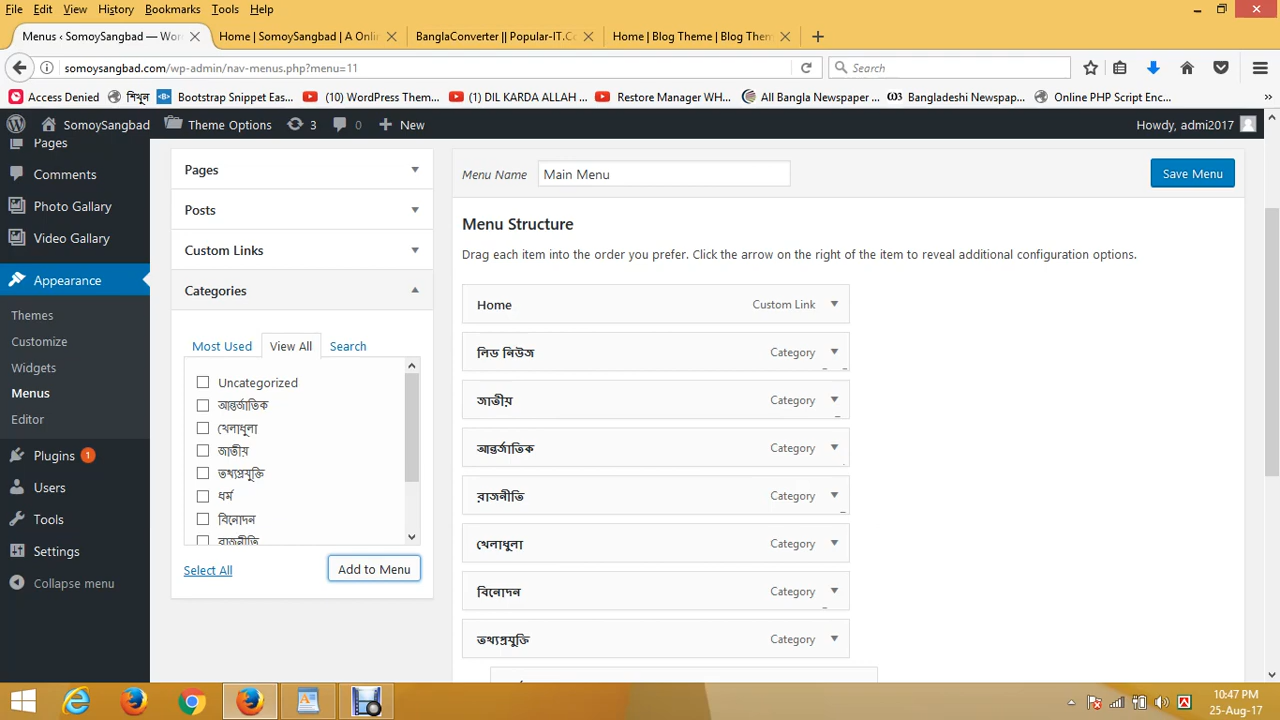 File Edit View History Bookmarks Tools Help
Menus ‹ SomoySangbad — Wor
Home | SomoySangbad | A Onli
BanglaConverter || Popular-IT.Co
Home | Blog Theme | Blog Them
somoysangbad.com/wp-admin/nav-menus.php?menu=11
Search
Access Denied
শিখুন
Bootstrap Snippet Eas...
(10) WordPress Them...
(1) DIL KARDA ALLAH ...
Restore Manager WH...
All Bangla Newspaper ...
Bangladeshi Newspap...
Online PHP Script Enc...
SomoySangbad
Theme Options
3
0
New
Howdy, admi2017
Pages
Comments
Photo Gallary
Video Gallary
Appearance
Themes
Customize
Widgets
Menus
Editor
Plugins 1
Users
Tools
Settings
Collapse menu
Pages
Posts
Custom Links
Categories
Most Used
View All
Search
Uncategorized
আন্তর্জাতিক
খেলাধুলা
জাতীয়
তথ্যপ্রযুক্তি
ধর্ম
বিনোদন
রাজনীতি
Select All
Add to Menu
Menu Name
Main Menu
Save Menu
Menu Structure
Drag each item into the order you prefer. Click the arrow on the right of the item to reveal additional configuration options.
Home Custom Link
লিড নিউজ Category
জাতীয় Category
আন্তর্জাতিক Category
রাজনীতি Category
খেলাধুলা Category
বিনোদন Category
তথ্যপ্রযুক্তি Category
10:47 PM
25-Aug-17